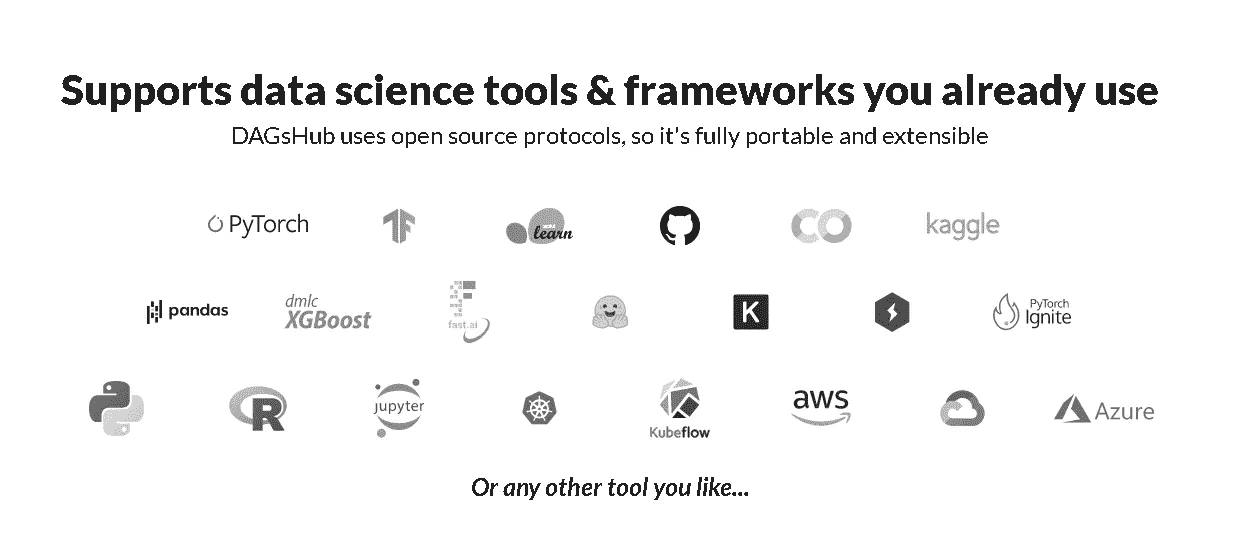 Supports data science tools & frameworks you already use
DAGsHub uses open source protocols, so it's fully portable and extensible
PyTorch
learn
kaggle
pandas
dmlc
XGBoost
fast.ai
K
PyTorch
Ignite
R
jupyter
Kubeflow
aws
Azure
Or any other tool you like...